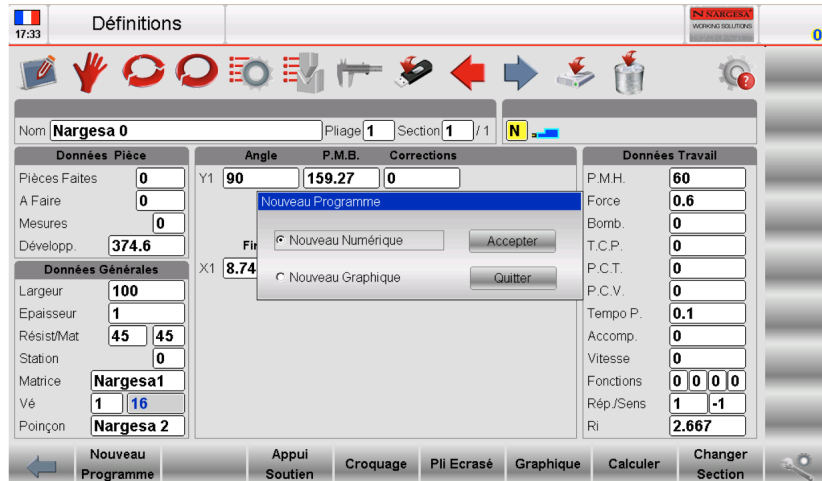 17:33
Définitions
N NARGESA
WORKING SOLUTIONS
0
Nom Nargesa 0 Pliage 1 Section 1 / 1 N
Données Pièce
Pièces Faites 0
A Faire 0
Mesures 0
Développ. 374.6
Données Générales
Largeur 100
Epaisseur 1
Résist/Mat 45 45
Station 0
Matrice Nargesa1
Vé 1 16
Poinçon Nargesa 2
Angle P.M.B. Corrections
Y1 90 159.27 0
X1 8.74
Nouveau Programme
Nouveau Numérique Accepter
Nouveau Graphique Quitter
Données Travail
P.M.H. 60
Force 0.6
Bomb. 0
T.C.P. 0
P.C.T. 0
P.C.V. 0
Tempo P. 0.1
Accomp. 0
Vitesse 0
Fonctions 0 0 0 0
Rép./Sens 1 -1
Ri 2.667
Nouveau Programme
Appui Soutien
Croquage
Pli Ecrasé
Graphique
Calculer
Changer Section